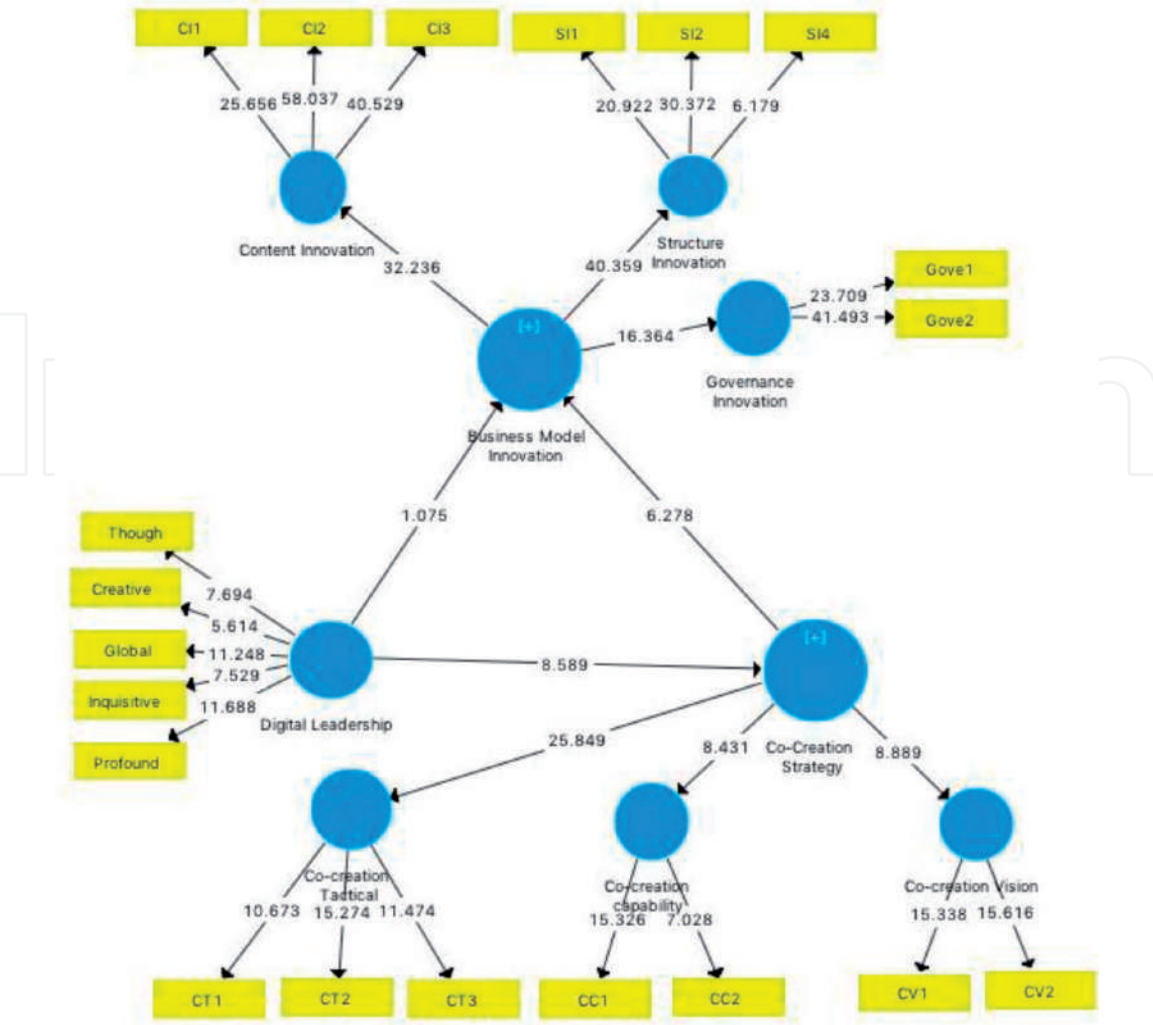 CI1 CI2 CI3 SI1 SI2 SI4
25.656 58.037 40.529 20.922 30.372 6.179
Content Innovation
Structure
Innovation
32.236 40.359
Gove1
23.709
41.493
Gove2
[+]
16.364
Governance
Innovation
Business Model
Innovation
1.075 6.278
Though
7.694
Creative
5.614
Global
11.248
7.529
Inquisitive
11.688
Profound
Digital Leadership
8.589
[+]
Co-Creation
Strategy
25.849 8.431 8.889
Co-creation
Tactical
Co-creation
capability
Co-creation Vision
10.673 15.274 11.474 15.326 7.028 15.338 15.616
CT1 CT2 CT3 CC1 CC2 CV1 CV2